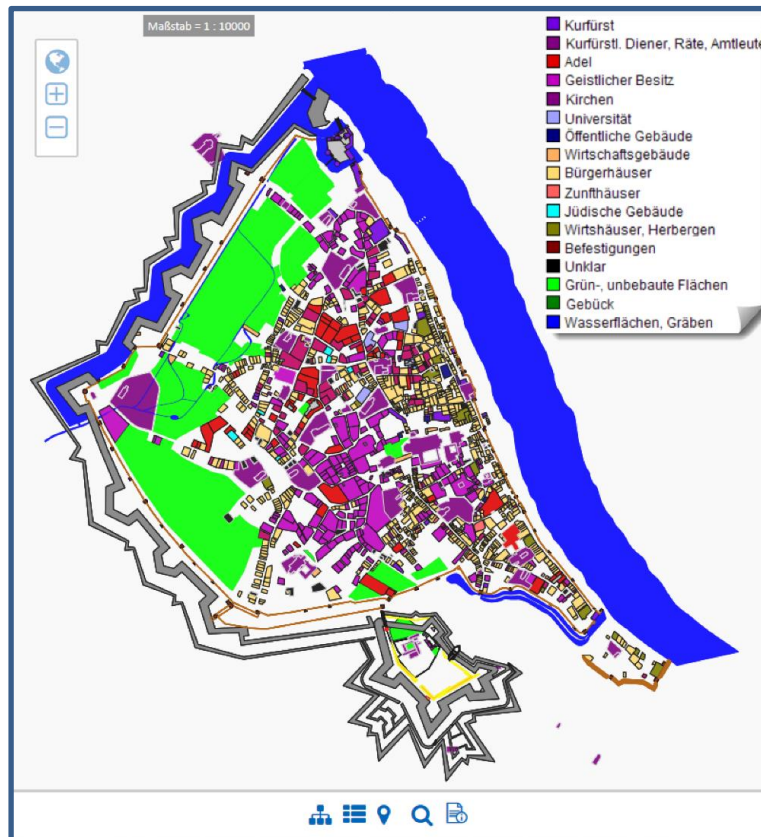 Maßstab = 1 : 10000
Kurfürst
Kurfürstl. Diener, Räte, Amtleute
Adel
Geistlicher Besitz
Kirchen
Universität
Öffentliche Gebäude
Wirtschaftsgebäude
Bürgerhäuser
Zunfthäuser
Jüdische Gebäude
Wirtshäuser, Herbergen
Befestigungen
Unklar
Grün-, unbebaute Flächen
Gebück
Wasserflächen, Gräben